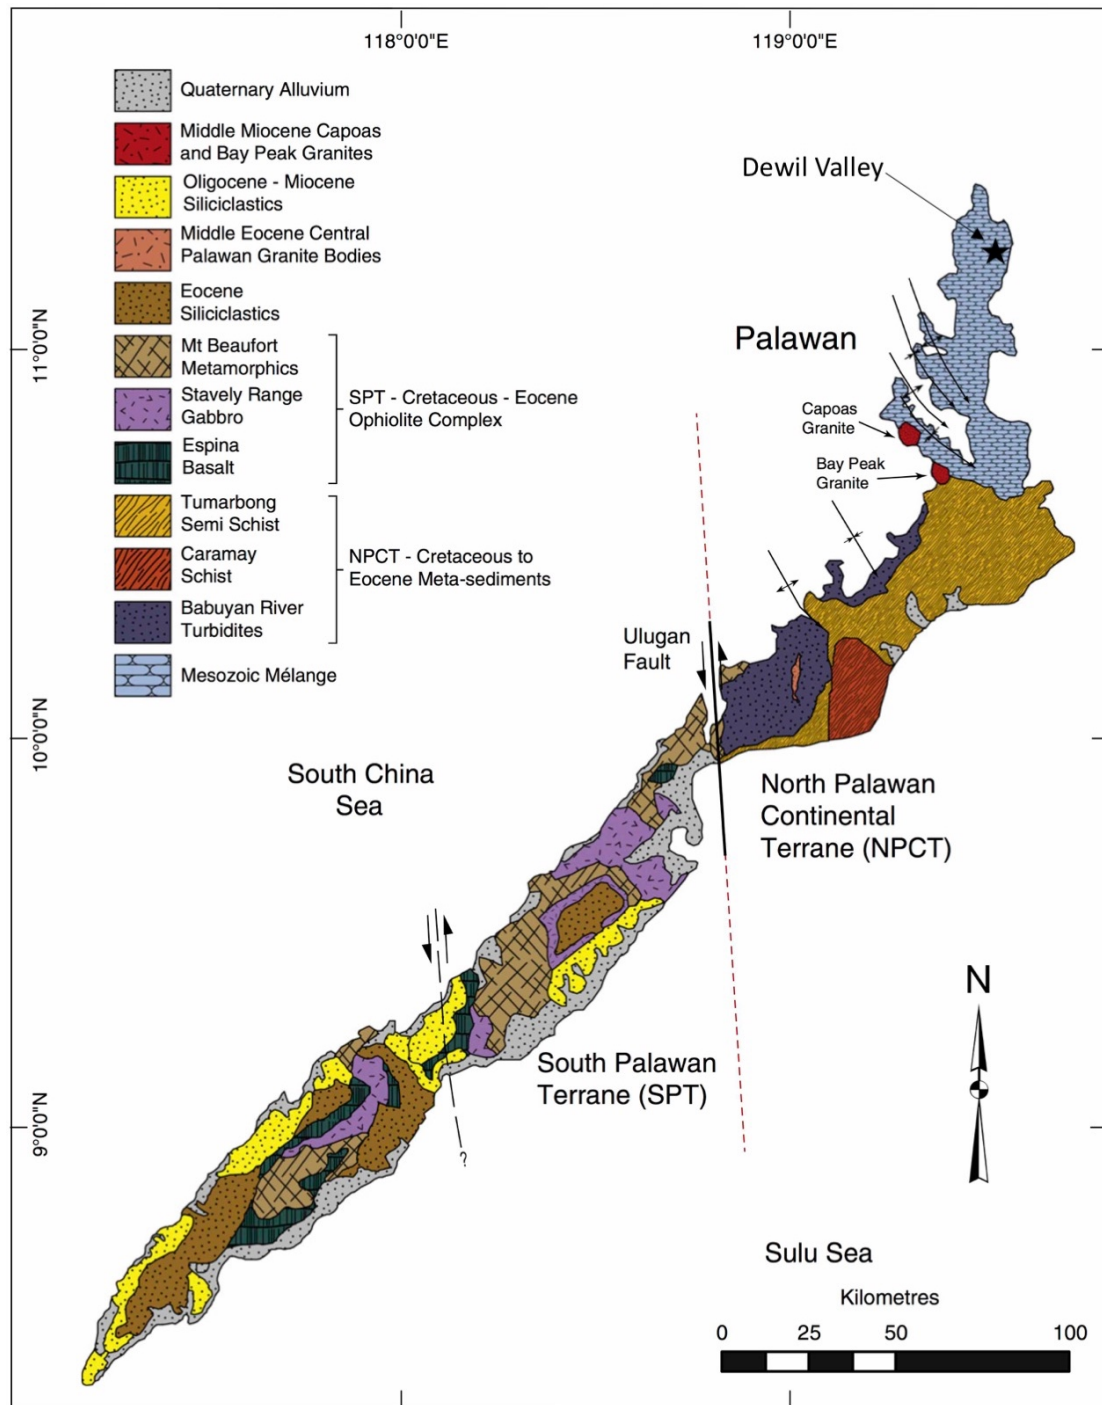 118°0'0"E
119°0'0"E
Quaternary Alluvium
Middle Miocene Capoas
and Bay Peak Granites
Oligocene - Miocene
Siliciclastics
Middle Eocene Central
Palawan Granite Bodies
Eocene
Siliciclastics
Mt Beaufort
Metamorphics
Stavely Range
Gabbro
Espina
Basalt
SPT - Cretaceous - Eocene
Ophiolite Complex
Tumarbong
Semi Schist
Caramay
Schist
Babuyan River
Turbidites
NPCT - Cretaceous to
Eocene Meta-sediments
Mesozoic Mélange
Dewil Valley
11°0'0"N
Palawan
Capoas
Granite
Bay Peak
Granite
Ulugan
Fault
10°0'0"N
South China
Sea
North Palawan
Continental
Terrane (NPCT)
N
South Palawan
Terrane (SPT)
9°0'0"N
?
Sulu Sea
Kilometres
0 25 50 100